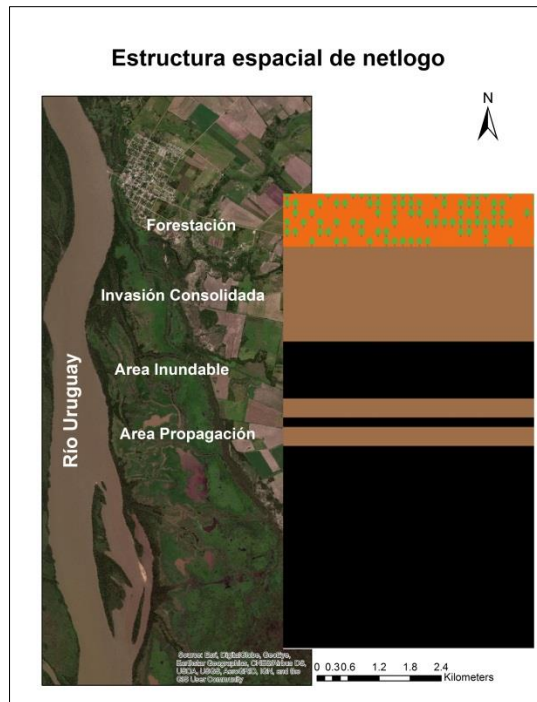 Estructura espacial de netlogo
N
Forestación
Invasión Consolidada
Area Inundable
Area Propagación
Río Uruguay
Source: Esri, DigitalGlobe, GeoEye,
Earthstar Geographics, CNES/Airbus DS,
USDA, USGS, AeroGRID, IGN, and the
GIS User Community
0 0.30.6 1.2 1.8 2.4
Kilometers